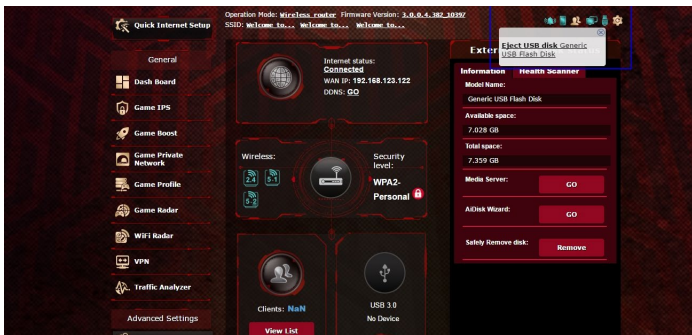 Quick Internet Setup
Operation Mode: Wireless router Firmware Version: 3.0.0.4.382_10397
SSID: Welcome to... Welcome to... Welcome to...
General
Dash Board
Game IPS
Game Boost
Game Private
Network
Game Profile
Game Radar
WiFi Radar
VPN
Traffic Analyzer
Advanced Settings
Internet status:
Connected
WAN IP: 192.168.123.122
DDNS: GO
Wireless:
2.4
5-1
5-2
Security
level:
WPA2-
Personal
Clients: NaN
View List
USB 3.0
No Device
Eject USB disk Generic
USB Flash Disk
Exter
Information Health Scanner
Model Name:
Generic USB Flash Disk
Available space:
7.028 GB
Total space:
7.359 GB
Media Server:
GO
AiDisk Wizard:
GO
Safely Remove disk:
Remove